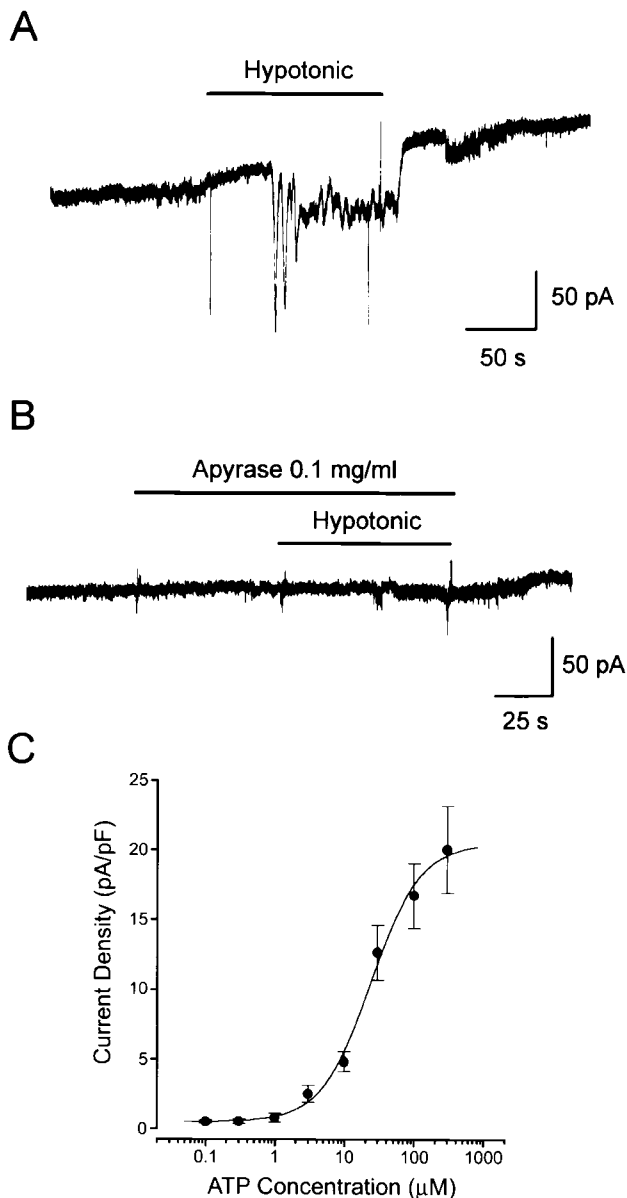 A
Hypotonic
50 pA
50 s
B
Apyrase 0.1 mg/ml
Hypotonic
50 pA
25 s
C
25
20
15
10
5
0
Current Density (pA/pF)
0.1
1
10
100
1000
ATP Concentration (μM)